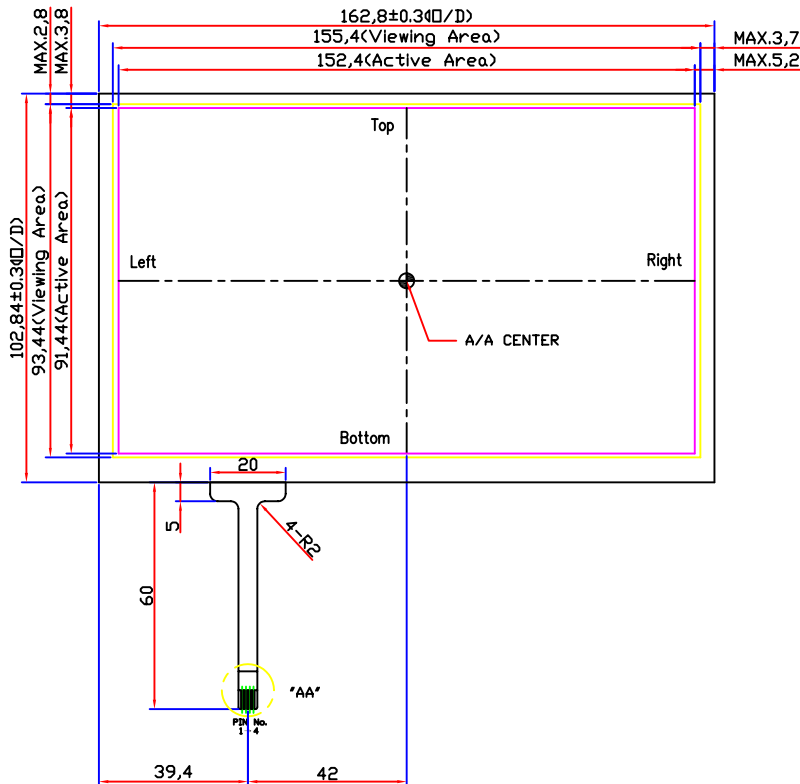 162,8±0.3(O/D)
155,4(Viewing Area)
MAX.3,7
152,4(Active Area)
MAX.5,2
MAX.2,8
MAX.3,8
Top
102,84±0.3(O/D)
93,44(Viewing Area)
91,44(Active Area)
Left
Right
A/A CENTER
Bottom
20
5
4-R2
60
"AA"
PIN No.
1 4
39,4
42